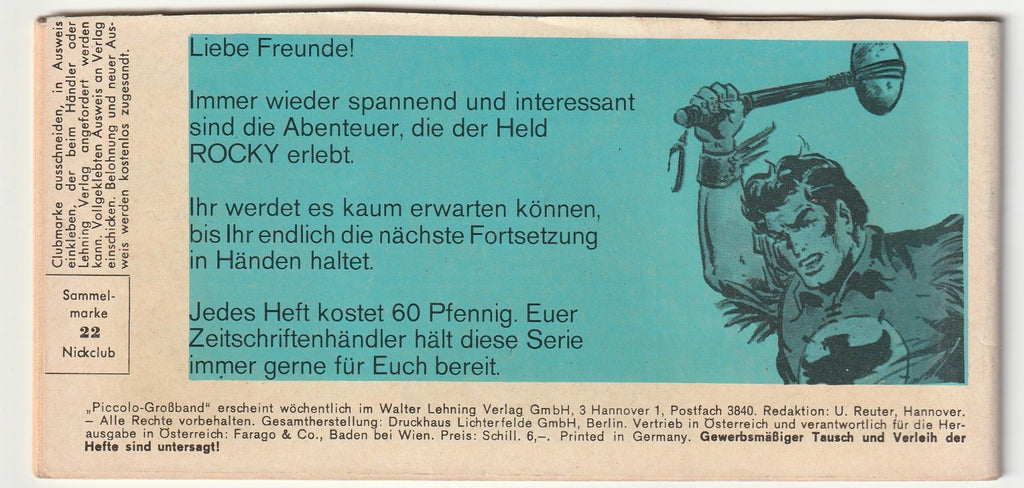 Clubmarke ausschneiden, in Ausweis
einkleben, der beim Händler oder
Lehning Verlag angefordert werden
kann. Vollgeklebten Ausweis an Verlag
einschicken. Belohnung und neuer Aus-
weis werden kostenlos zugesandt.
Sammel-
marke
22
Nickclub
Liebe Freunde!
Immer wieder spannend und interessant
sind die Abenteuer, die der Held
ROCKY erlebt.
Ihr werdet es kaum erwarten können,
bis Ihr endlich die nächste Fortsetzung
in Händen haltet.
Jedes Heft kostet 60 Pfennig. Euer
Zeitschriftenhändler hält diese Serie
immer gerne für Euch bereit.
„Piccolo-Großband“ erscheint wöchentlich im Walter Lehning Verlag GmbH, 3 Hannover 1, Postfach 3840. Redaktion: U. Reuter, Hannover.
– Alle Rechte vorbehalten. Gesamtherstellung: Druckhaus Lichterfelde GmbH, Berlin. Vertrieb in Österreich und verantwortlich für die Her-
ausgabe in Österreich: Farago & Co., Baden bei Wien. Preis: Schill. 6,–. Printed in Germany. Gewerbsmäßiger Tausch und Verleih der
Hefte sind untersagt!